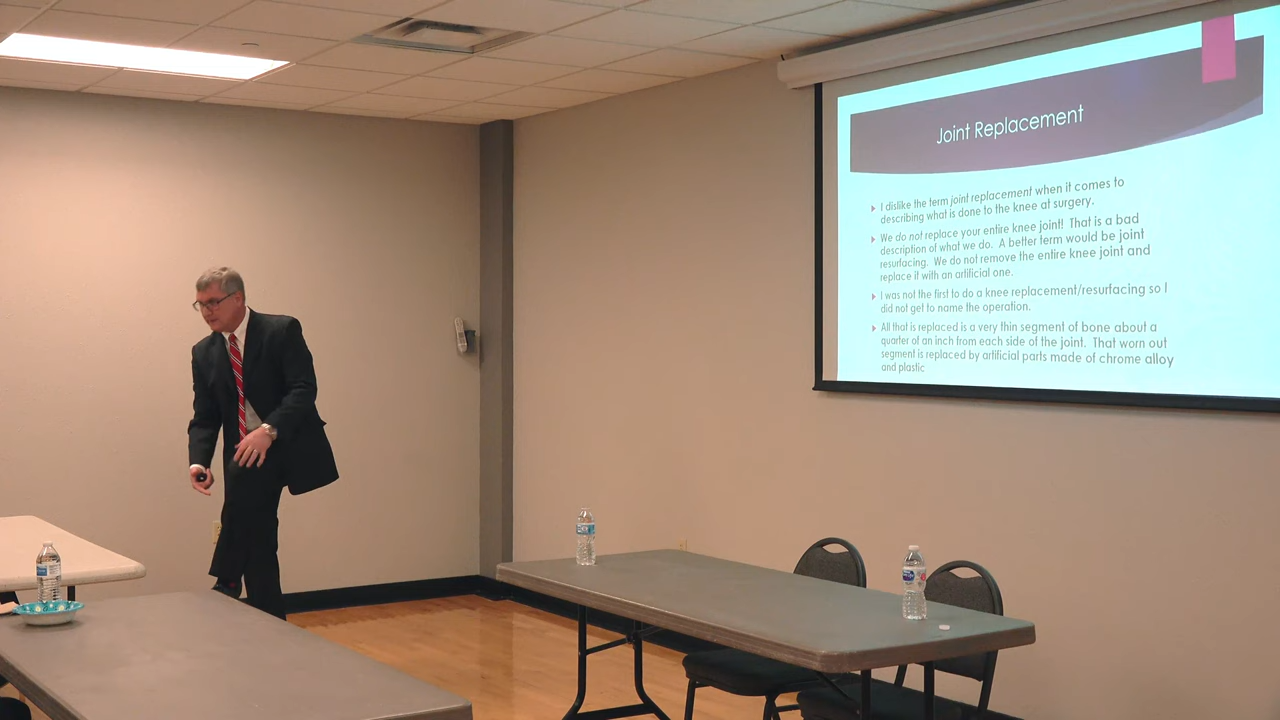 Joint Replacement
I dislike the term joint replacement when it comes to
describing what is done to the knee at surgery.
We do not replace your entire knee joint! That is a bad
description of what we do. A better term would be joint
resurfacing. We do not remove the entire knee joint and
replace it with an artificial one.
I was not the first to do a knee replacement/resurfacing so I
did not get to name the operation.
All that is replaced is a very thin segment of bone about a
quarter of an inch from each side of the joint. That worn out
segment is replaced by artificial parts made of chrome alloy
and plastic